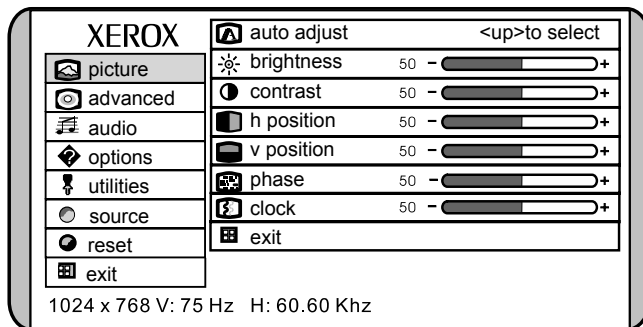 XEROX
picture
advanced
audio
options
utilities
source
reset
exit
auto adjust <up>to select
brightness 50 - +
contrast 50 - +
h position 50 - +
v position 50 - +
phase 50 - +
clock 50 - +
exit
1024 x 768 V: 75 Hz H: 60.60 Khz